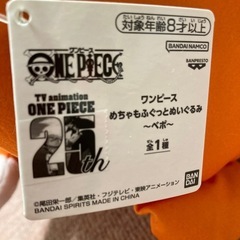 対象年齢8才以上
ワンピース
ONE PIECE
BANDAI NAMCO
BANPRESTO
TV animation
ONE PIECE
25th
ワンピース
めちゃもふぐっとぬいぐるみ
~ベポ~
全1種
©尾田栄一郎/集英社・フジテレビ・東映アニメーション
BANDAI SPIRITS MADE IN CHINA
BANDAI